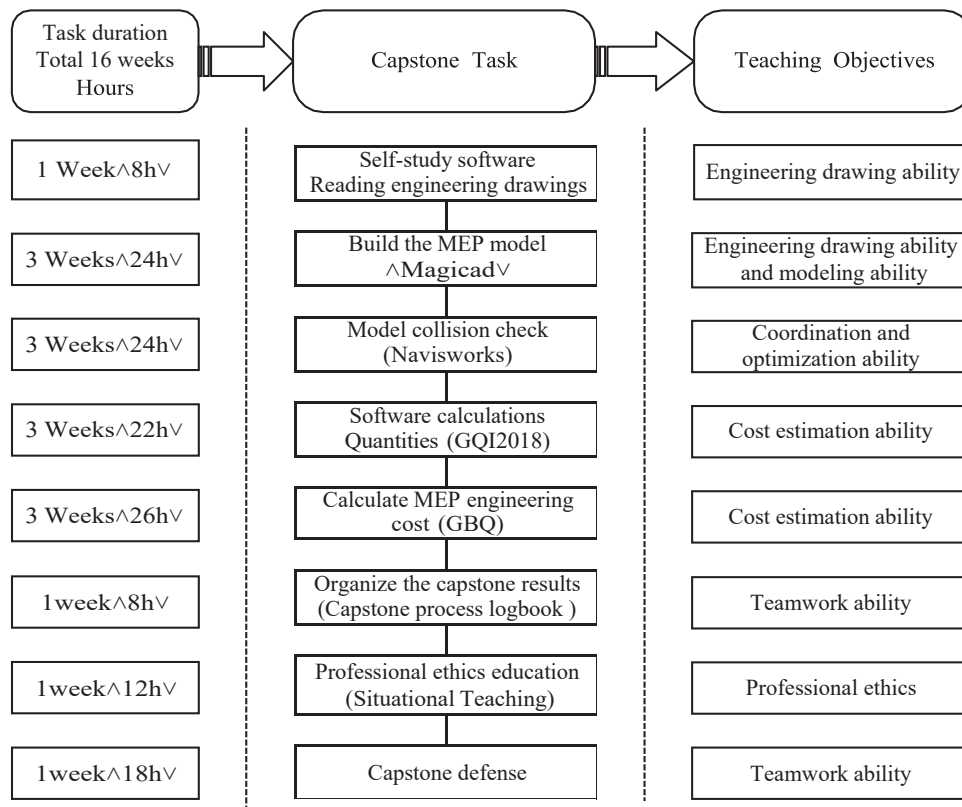 Task duration
Total 16 weeks
Hours
Capstone Task
Teaching Objectives
1 Week˄8h˅
Self-study software
Reading engineering drawings
Engineering drawing ability
3 Weeks˄24h˅
Build the MEP model
˄Magicad˅
Engineering drawing ability
and modeling ability
3 Weeks˄24h˅
Model collision check
(Navisworks)
Coordination and
optimization ability
3 Weeks˄22h˅
Software calculations
Quantities (GQI2018)
Cost estimation ability
3 Weeks˄26h˅
Calculate MEP engineering
cost (GBQ)
Cost estimation ability
1week˄8h˅
Organize the capstone results
(Capstone process logbook )
Teamwork ability
1week˄12h˅
Professional ethics education
(Situational Teaching)
Professional ethics
1week˄18h˅
Capstone defense
Teamwork ability